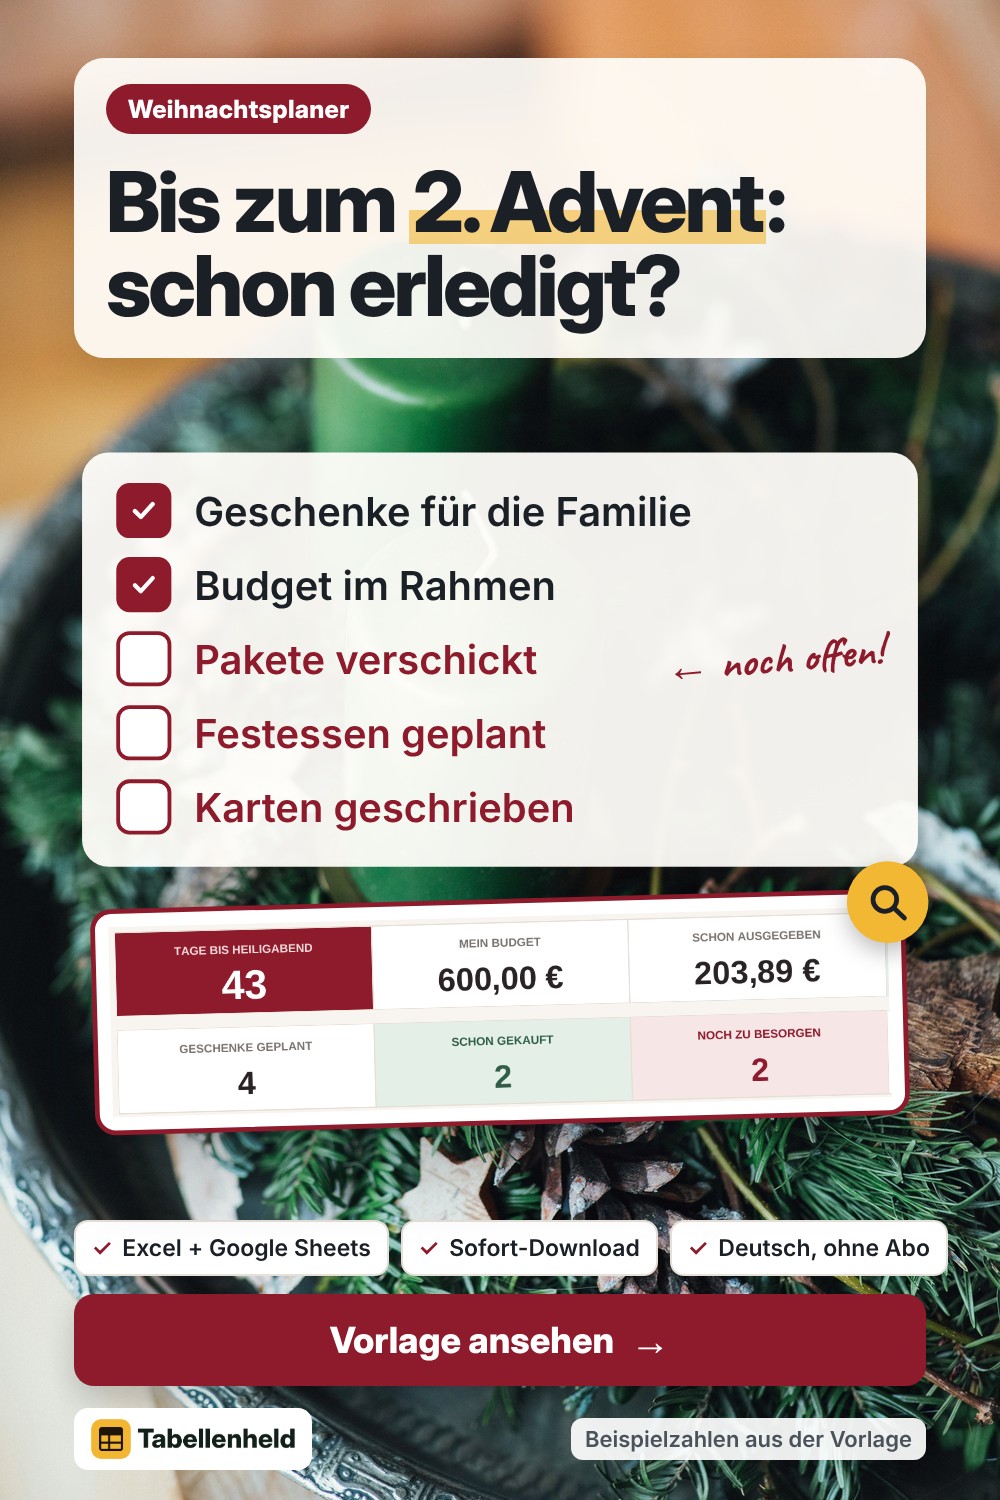 Weihnachtsplaner
Bis zum 2. Advent:
schon erledigt?
Geschenke für die Familie
Budget im Rahmen
Pakete verschickt
← noch offen!
Festessen geplant
Karten geschrieben
TAGE BIS HEILIGABEND
43
MEIN BUDGET
600,00 €
SCHON AUSGEGEBEN
203,89 €
GESCHENKE GEPLANT
4
SCHON GEKAUFT
2
NOCH ZU BESORGEN
2
✓ Excel + Google Sheets
✓ Sofort-Download
✓ Deutsch, ohne Abo
Vorlage ansehen →
Tabellenheld
Beispielzahlen aus der Vorlage